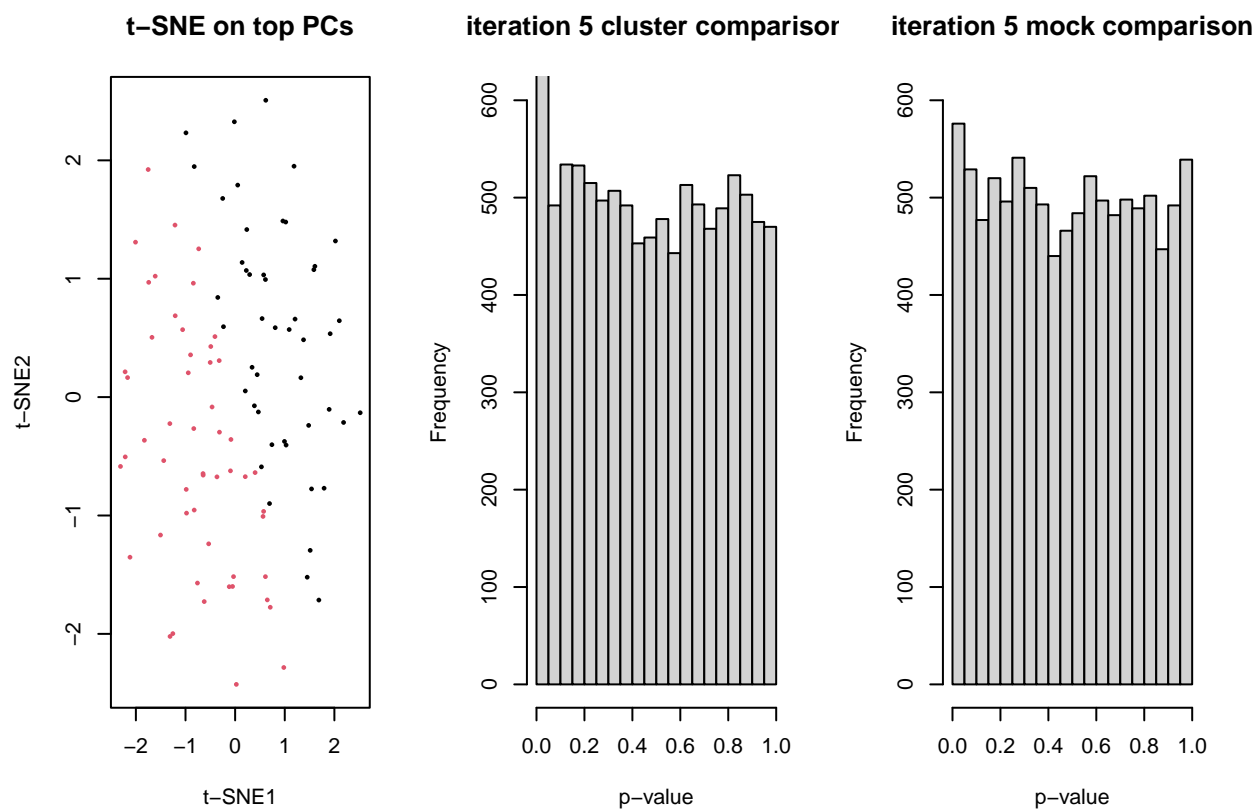 t−SNE on top PCs
t−SNE2
2
1
0
−1
−2
−2 −1 0 1 2
t−SNE1
iteration 5 cluster comparisor
Frequency
600
500
400
300
200
100
0
0.0 0.2 0.4 0.6 0.8 1.0
p−value
iteration 5 mock comparison
Frequency
600
500
400
300
200
100
0
0.0 0.2 0.4 0.6 0.8 1.0
p−value